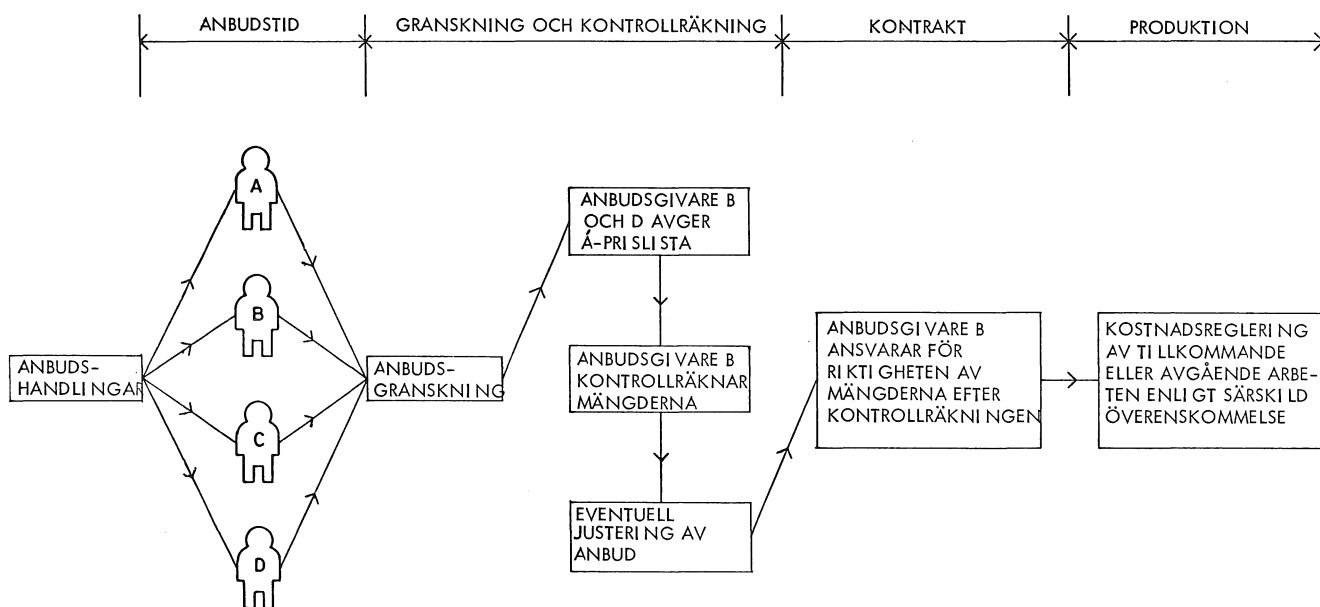 ANBUDSTID
GRANSKNING OCH KONTROLLRÄKNING
KONTRAKT
PRODUKTION
A
B
C
D
ANBUDS-
HANDLINGAR
ANBUDS-
GRANSKNING
ANBUDSGIVARE B
OCH D AVGER
Á-PRISLISTA
ANBUDSGIVARE B
KONTROLLRÄKNAR
MÄNGDERNA
EVENTUELL
JUSTERING AV
ANBUD
ANBUDSGIVARE B
ANSVARAR FÖR
RIKTIGHETEN AV
MÄNGDERNA EFTER
KONTROLLRÄKNINGEN
KOSTNADSREGLERING
AV TILLKOMMANDE
ELLER AVGÅENDE ARBE-
TEN ENLIGT SÄRSKILD
ÖVERENSKOMMELSE